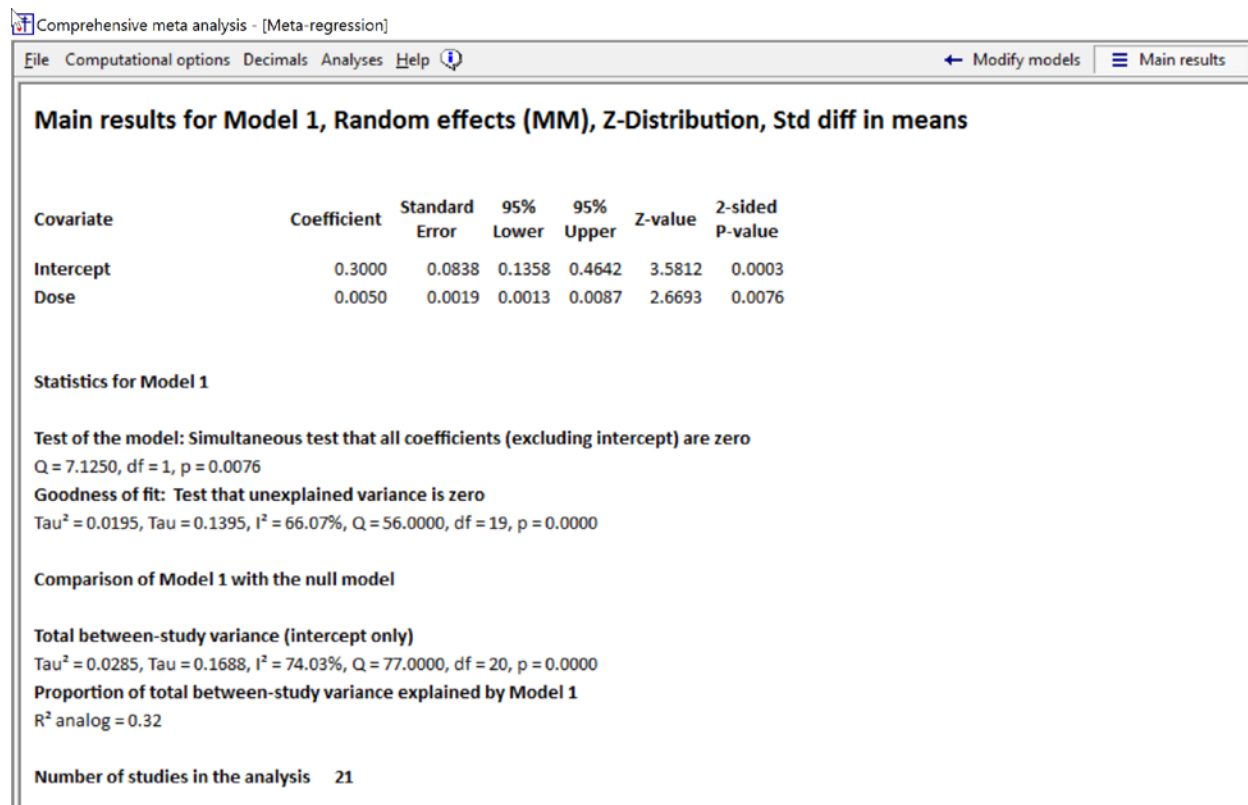 Comprehensive meta analysis - [Meta-regression]
File Computational options Decimals Analyses Help ← Modify models ☰ Main results
Main results for Model 1, Random effects (MM), Z-Distribution, Std diff in means
Covariate Coefficient Standard Error 95% Lower 95% Upper Z-value 2-sided P-value
Intercept 0.3000 0.0838 0.1358 0.4642 3.5812 0.0003
Dose 0.0050 0.0019 0.0013 0.0087 2.6693 0.0076
Statistics for Model 1
Test of the model: Simultaneous test that all coefficients (excluding intercept) are zero
Q = 7.1250, df = 1, p = 0.0076
Goodness of fit: Test that unexplained variance is zero
Tau² = 0.0195, Tau = 0.1395, I² = 66.07%, Q = 56.0000, df = 19, p = 0.0000
Comparison of Model 1 with the null model
Total between-study variance (intercept only)
Tau² = 0.0285, Tau = 0.1688, I² = 74.03%, Q = 77.0000, df = 20, p = 0.0000
Proportion of total between-study variance explained by Model 1
R² analog = 0.32
Number of studies in the analysis 21